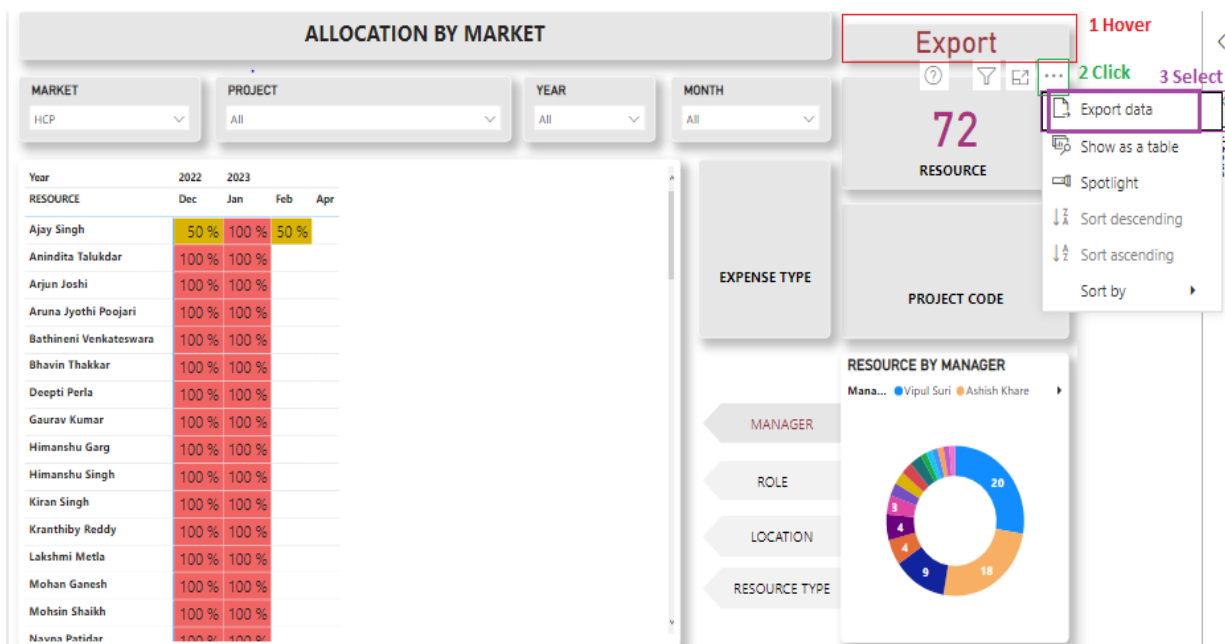 ALLOCATION BY MARKET
Export
1 Hover
2 Click
3 Select
MARKET
HCP
PROJECT
All
YEAR
All
MONTH
All
72
RESOURCE
Export data
Show as a table
Spotlight
Sort descending
Sort ascending
Sort by
Year 2022 2023
RESOURCE Dec Jan Feb Apr
Ajay Singh 50 % 100 % 50 %
Anindita Talukdar 100 % 100 %
Arjun Joshi 100 % 100 %
Aruna Jyothi Poojari 100 % 100 %
Bathineni Venkateswara 100 % 100 %
Bhavin Thakkar 100 % 100 %
Deepti Perla 100 % 100 %
Gaurav Kumar 100 % 100 %
Himanshu Garg 100 % 100 %
Himanshu Singh 100 % 100 %
Kiran Singh 100 % 100 %
Kranthiby Reddy 100 % 100 %
Lakshmi Metla 100 % 100 %
Mohan Ganesh 100 % 100 %
Mohsin Shaikh 100 % 100 %
Nayna Patidar 100 % 100 %
EXPENSE TYPE
PROJECT CODE
MANAGER
ROLE
LOCATION
RESOURCE TYPE
RESOURCE BY MANAGER
Mana... Vipul Suri Ashish Khare
20
18
9
4
4
3